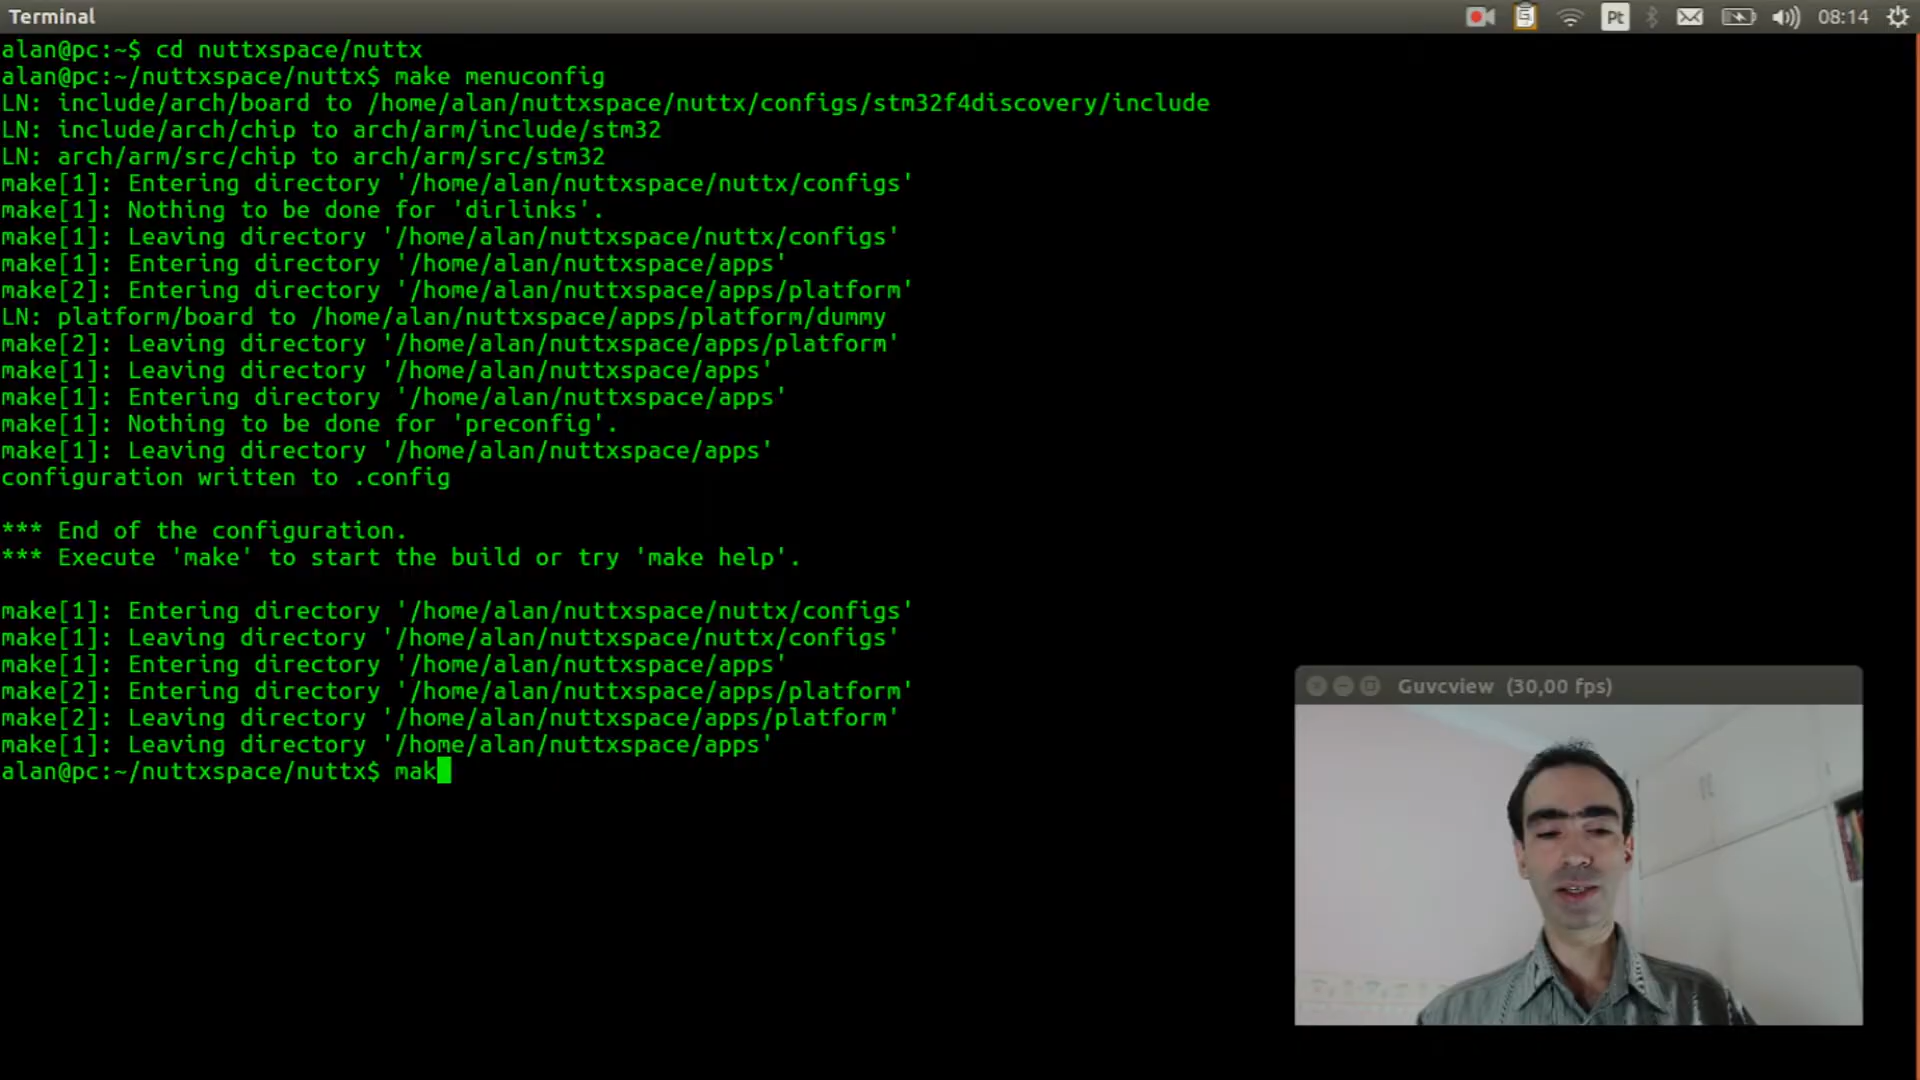 Terminal
Pt
08:14
alan@pc:~$ cd nuttxspace/nuttx
alan@pc:~/nuttxspace/nuttx$ make menuconfig
LN: include/arch/board to /home/alan/nuttxspace/nuttx/configs/stm32f4discovery/include
LN: include/arch/chip to arch/arm/include/stm32
LN: arch/arm/src/chip to arch/arm/src/stm32
make[1]: Entering directory '/home/alan/nuttxspace/nuttx/configs'
make[1]: Nothing to be done for 'dirlinks'.
make[1]: Leaving directory '/home/alan/nuttxspace/nuttx/configs'
make[1]: Entering directory '/home/alan/nuttxspace/apps'
make[2]: Entering directory '/home/alan/nuttxspace/apps/platform'
LN: platform/board to /home/alan/nuttxspace/apps/platform/dummy
make[2]: Leaving directory '/home/alan/nuttxspace/apps/platform'
make[1]: Leaving directory '/home/alan/nuttxspace/apps'
make[1]: Entering directory '/home/alan/nuttxspace/apps'
make[1]: Nothing to be done for 'preconfig'.
make[1]: Leaving directory '/home/alan/nuttxspace/apps'
configuration written to .config
*** End of the configuration.
*** Execute 'make' to start the build or try 'make help'.
make[1]: Entering directory '/home/alan/nuttxspace/nuttx/configs'
make[1]: Leaving directory '/home/alan/nuttxspace/nuttx/configs'
make[1]: Entering directory '/home/alan/nuttxspace/apps'
make[2]: Entering directory '/home/alan/nuttxspace/apps/platform'
make[2]: Leaving directory '/home/alan/nuttxspace/apps/platform'
make[1]: Leaving directory '/home/alan/nuttxspace/apps'
alan@pc:~/nuttxspace/nuttx$ mak
Guvcview (30,00 fps)